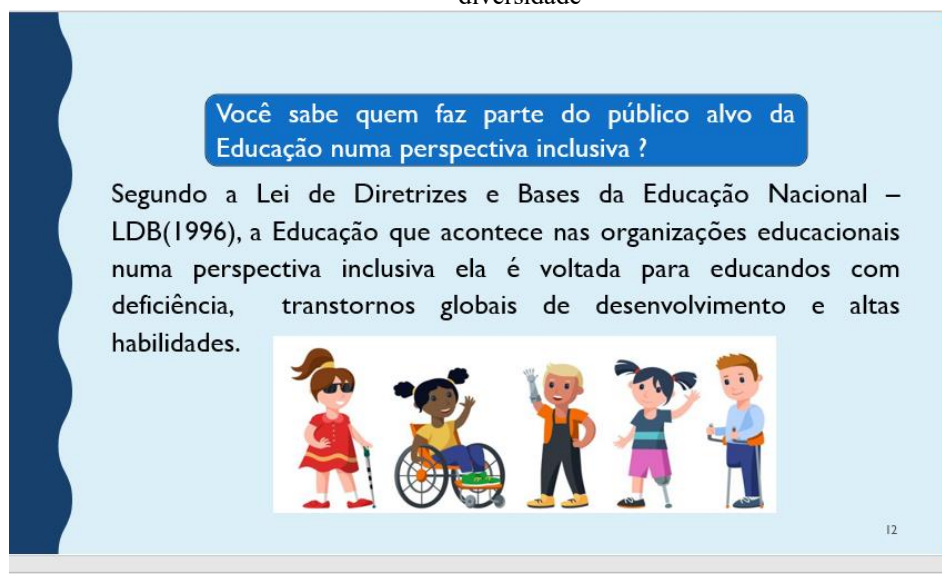 diversidade
Você sabe quem faz parte do público alvo da
Educação numa perspectiva inclusiva ?
Segundo a Lei de Diretrizes e Bases da Educação Nacional –
LDB(1996), a Educação que acontece nas organizações educacionais
numa perspectiva inclusiva ela é voltada para educandos com
deficiência, transtornos globais de desenvolvimento e altas
habilidades.
12